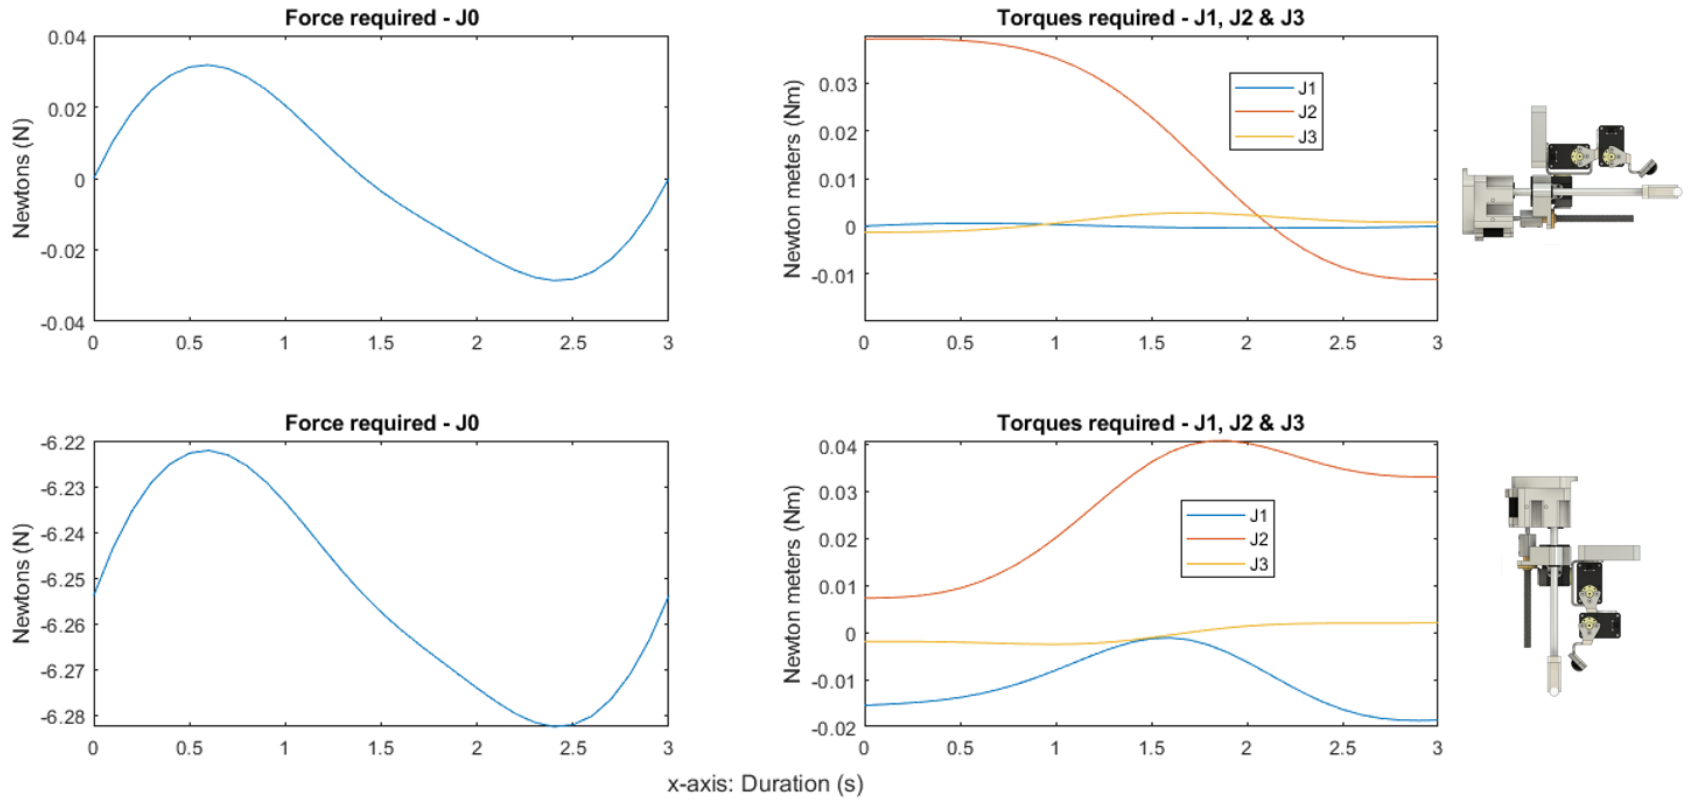 Force required - J0
Newtons (N)
0.04
0.02
0
-0.02
-0.04
0 0.5 1 1.5 2 2.5 3
Torques required - J1, J2 & J3
Newton meters (Nm)
0.03
0.02
0.01
0
-0.01
J1
J2
J3
0 0.5 1 1.5 2 2.5 3
Force required - J0
Newtons (N)
-6.22
-6.23
-6.24
-6.25
-6.26
-6.27
-6.28
0 0.5 1 1.5 2 2.5 3
Torques required - J1, J2 & J3
Newton meters (Nm)
0.04
0.03
0.02
0.01
0
-0.01
-0.02
J1
J2
J3
0 0.5 1 1.5 2 2.5 3
x-axis: Duration (s)